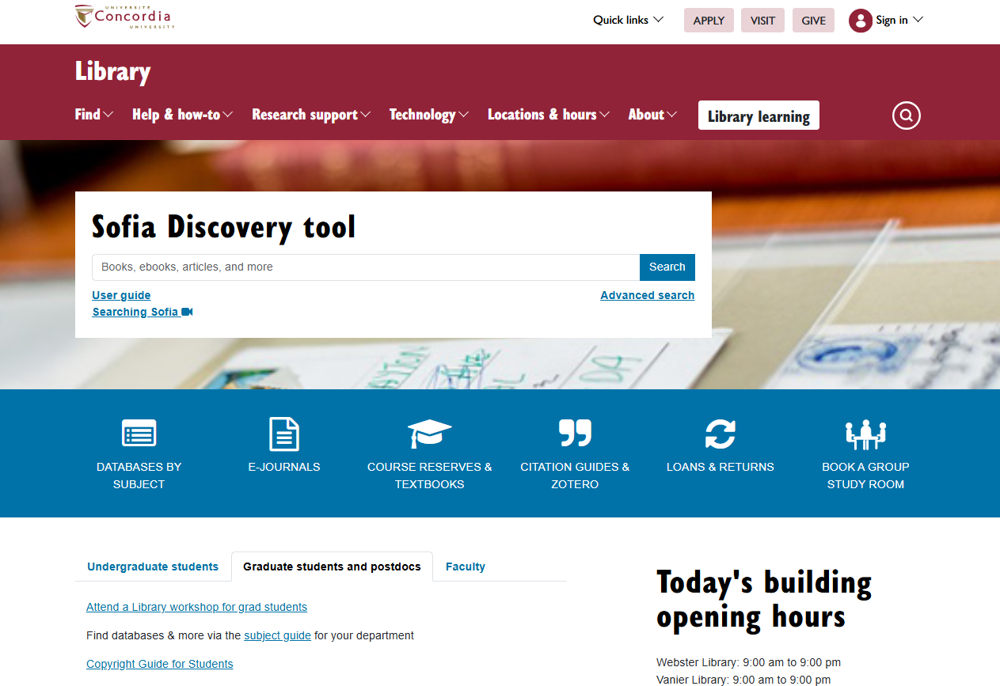 UNIVERSITÉ
Concordia
UNIVERSITY
Quick links
APPLY
VISIT
GIVE
Sign in
Library
Find
Help & how-to
Research support
Technology
Locations & hours
About
Library learning
Sofia Discovery tool
Books, ebooks, articles, and more
Search
User guide
Advanced search
Searching Sofia
DATABASES BY
SUBJECT
E-JOURNALS
COURSE RESERVES &
TEXTBOOKS
CITATION GUIDES &
ZOTERO
LOANS & RETURNS
BOOK A GROUP
STUDY ROOM
Undergraduate students
Graduate students and postdocs
Faculty
Attend a Library workshop for grad students
Find databases & more via the subject guide for your department
Copyright Guide for Students
Today's building
opening hours
Webster Library: 9:00 am to 9:00 pm
Vanier Library: 9:00 am to 9:00 pm